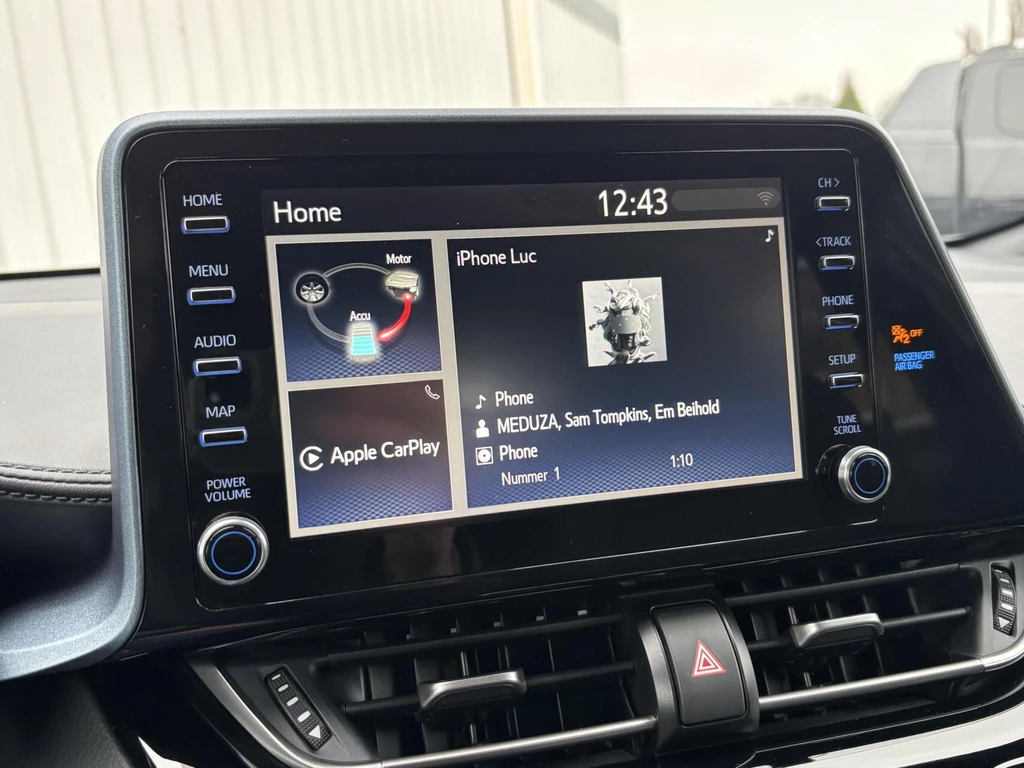 HOME
MENU
AUDIO
MAP
POWER
VOLUME
Home
12:43
Motor
Accu
Apple CarPlay
iPhone Luc
Phone
MEDUZA, Sam Tompkins, Em Beihold
Phone
Nummer 1
1:10
CH >
< TRACK
PHONE
SETUP
TUNE
SCROLL
2 OFF
PASSENGER
AIR BAG